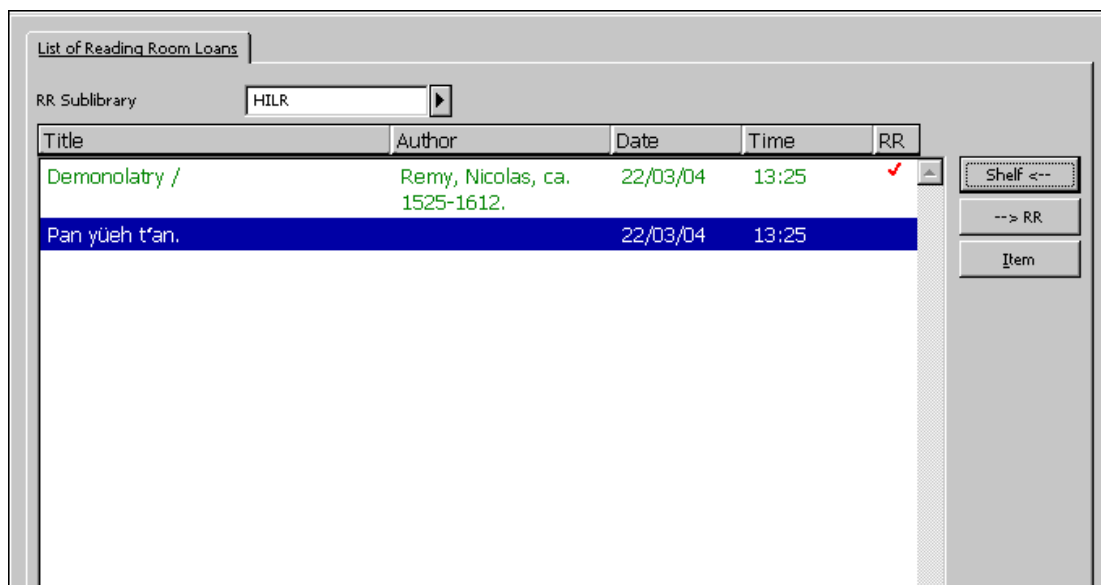 List of Reading Room Loans
RR Sublibrary HILR
Title Author Date Time RR
Demonolatry / Remy, Nicolas, ca. 22/03/04 13:25
1525-1612.
Pan yüeh tʻan. 22/03/04 13:25
Shelf <--
--> RR
Item